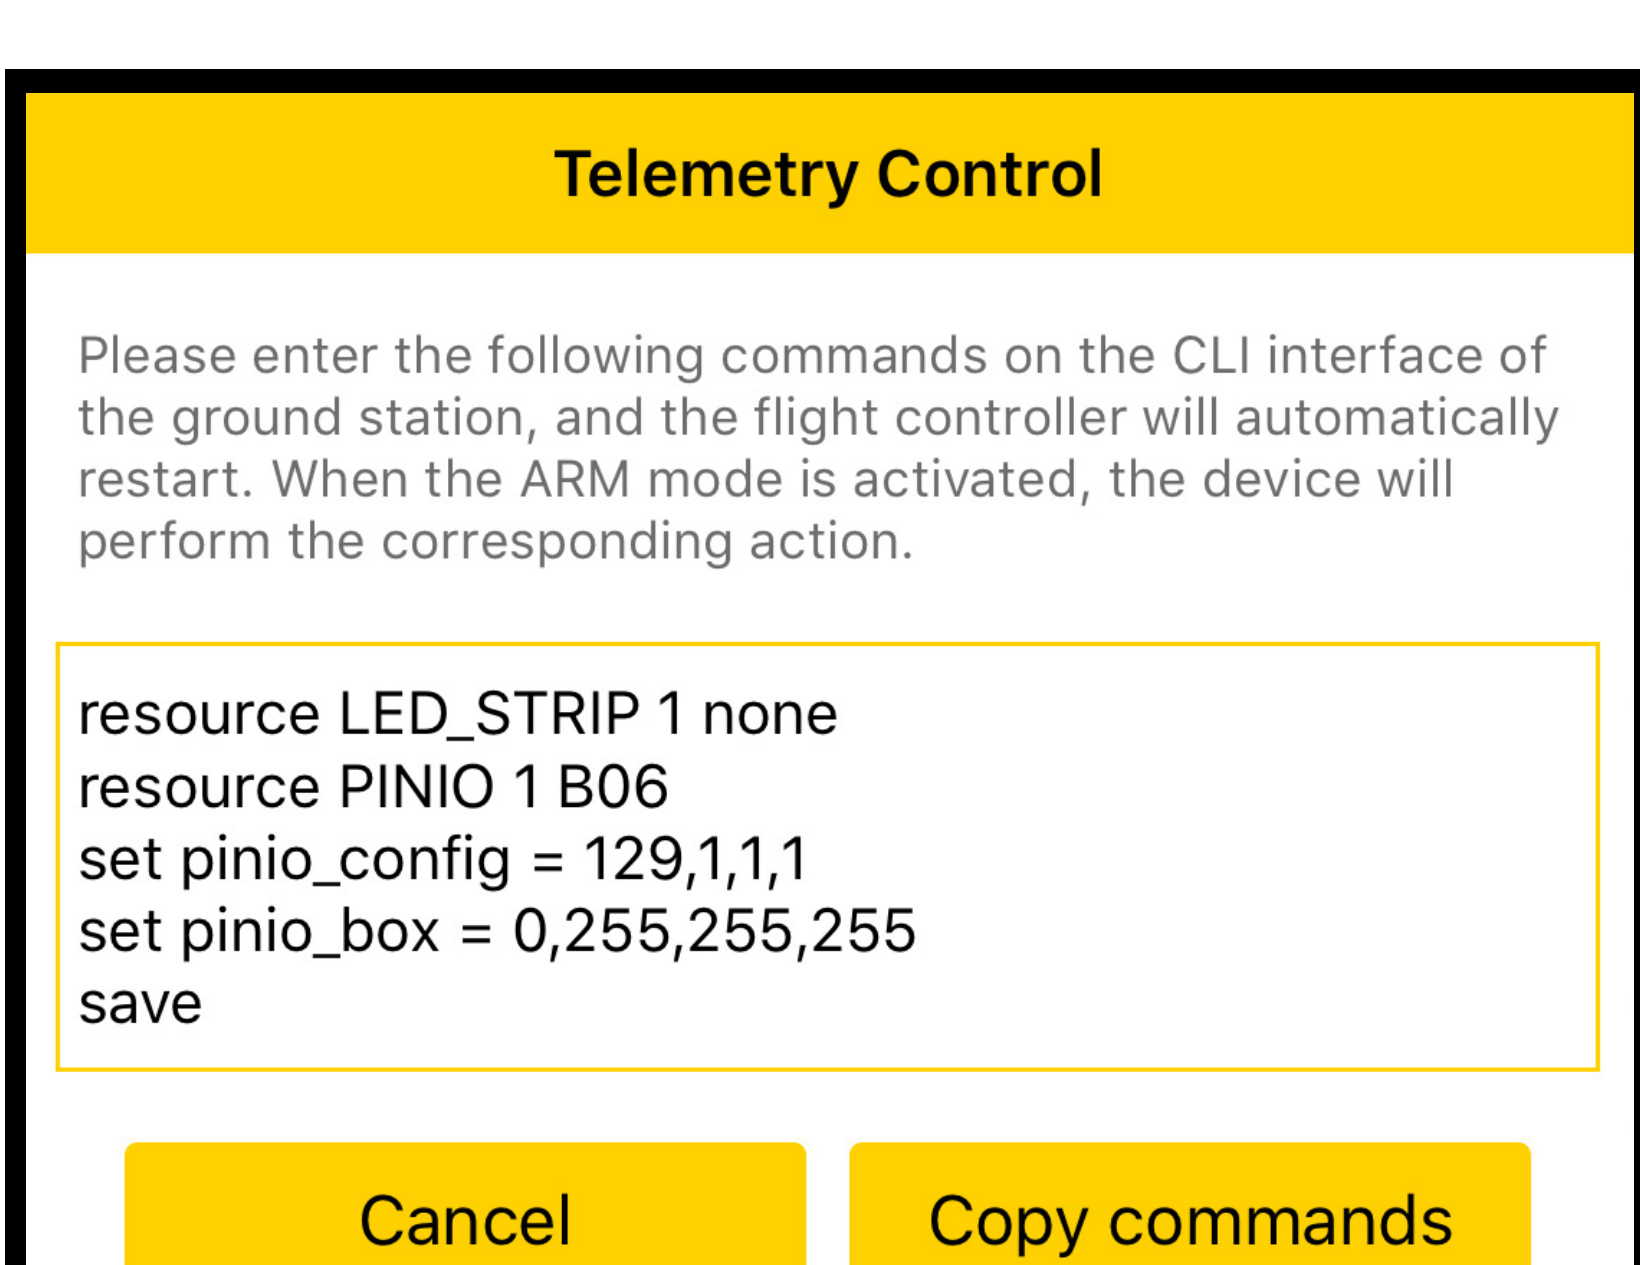 Telemetry Control
Please enter the following commands on the CLI interface of
the ground station, and the flight controller will automatically
restart. When the ARM mode is activated, the device will
perform the corresponding action.
resource LED_STRIP 1 none
resource PINIO 1 B06
set pinio_config = 129,1,1,1
set pinio_box = 0,255,255,255
save
Cancel
Copy commands